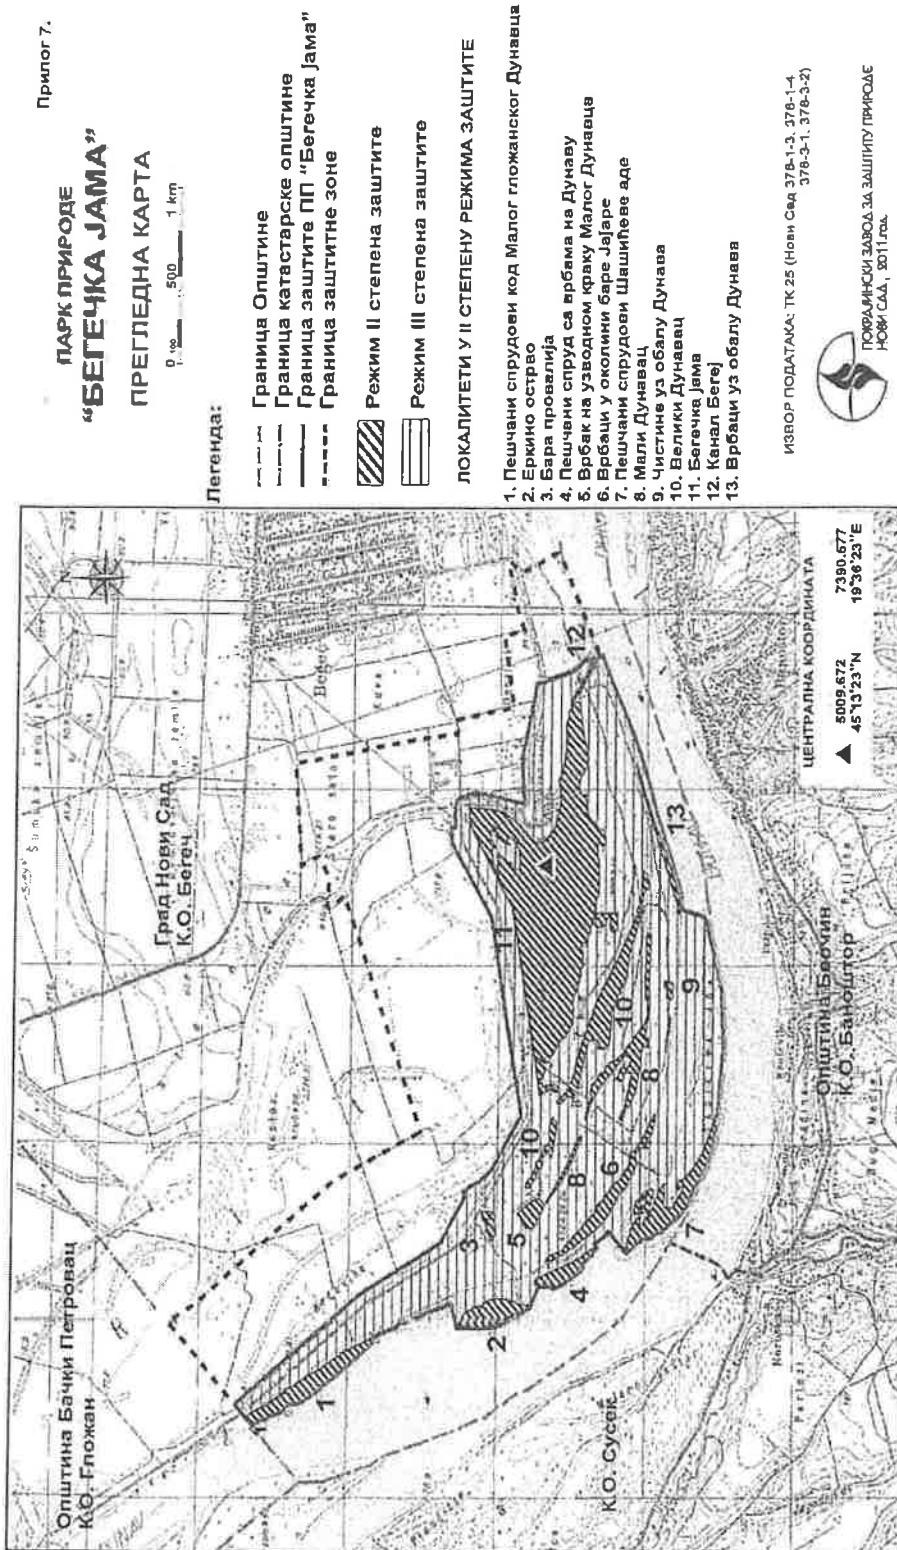 Прилог 7.
ПАРК ПРИРОДЕ
“БЕГЕЧКА ЈАМА”
ПРЕГЛЕДНА КАРТА
0 100 500 1 km
Легенда:
Граница Општине
Граница катастарске општине
Граница заштите ПП “Бегечка јама”
Граница заштитне зоне
Режим II степена заштите
Режим III степена заштите
ЛОКАЛИТЕТИ У II СТЕПЕНУ РЕЖИМА ЗАШТИТЕ
1. Пешчани спрудови код Малог гложанског Дунавца
2. Еркино острво
3. Бара провалија
4. Пешчани спруд са врбама на Дунаву
5. Врбак на узводном краку Малог Дунавца
6. Врбаци у околини баре Јајаре
7. Пешчани спрудови Шашићеве аде
8. Мали Дунавац
9. Чистине уз обалу Дунава
10. Велики Дунавац
11. Бегечка јама
12. Канал Бегеј
13. Врбаци уз обалу Дунава
ИЗВОР ПОДАТАКА: ТК 25 (Нови Сад 378-1-3, 378-1-4
378-3-1, 378-3-2)
ПОКРАЈИНСКИ ЗАВОД ЗА ЗАШТИТУ ПРИРОДЕ
НОВИ САД, 2011.год.
Општина Бачки Петровац
К.О. Гложан
Град Нови Сад
К.О. Бегеч
Бегеч
Staro selo
К.О. Сусек
Општина Беочин
К.О. Баноштор
1
1
2
3
4
5
6
7
8
8
9
10
10
11
12
13
ЦЕНТРАЛНА КООРДИНАТА
5009.672 7390.677
45°13'23''N 19°36'23''E